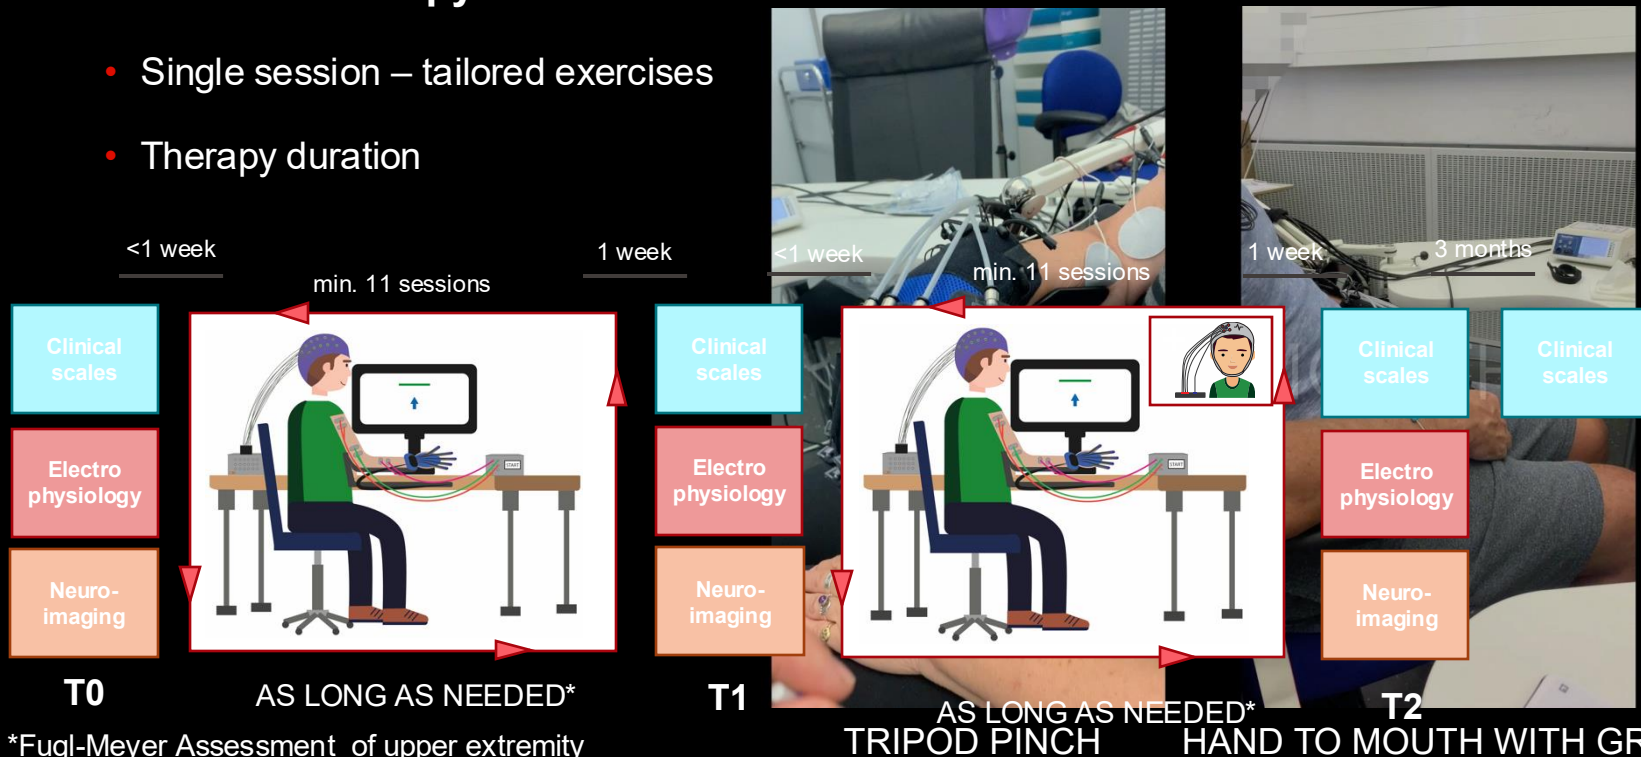 • Single session – tailored exercises
• Therapy duration
<1 week
min. 11 sessions
1 week
<1 week
min. 11 sessions
1 week
3 months
Clinical
scales
Electro
physiology
Neuro-
imaging
START
Clinical
scales
Electro
physiology
Neuro-
imaging
START
Clinical
scales
Electro
physiology
Neuro-
imaging
Clinical
scales
T0
AS LONG AS NEEDED*
T1
AS LONG AS NEEDED*
T2
*Fugl-Meyer Assessment of upper extremity
TRIPOD PINCH
HAND TO MOUTH WITH